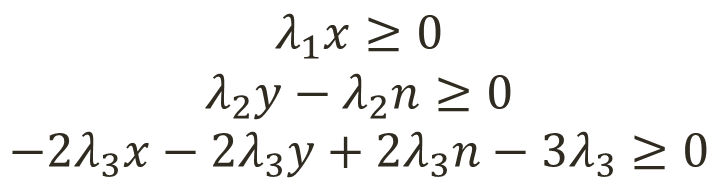 λ₁x ≥ 0
λ₂y − λ₂n ≥ 0
−2λ₃x − 2λ₃y + 2λ₃n − 3λ₃ ≥ 0